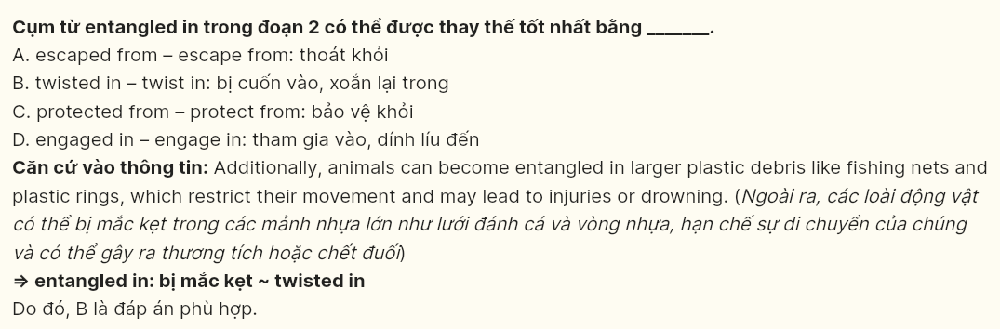 Cụm từ entangled in trong đoạn 2 có thể được thay thế tốt nhất bằng _______.
A. escaped from – escape from: thoát khỏi
B. twisted in – twist in: bị cuốn vào, xoắn lại trong
C. protected from – protect from: bảo vệ khỏi
D. engaged in – engage in: tham gia vào, dính líu đến
Căn cứ vào thông tin: Additionally, animals can become entangled in larger plastic debris like fishing nets and
plastic rings, which restrict their movement and may lead to injuries or drowning. (Ngoài ra, các loài động vật
có thể bị mắc kẹt trong các mảnh nhựa lớn như lưới đánh cá và vòng nhựa, hạn chế sự di chuyển của chúng
và có thể gây ra thương tích hoặc chết đuối)
⇒ entangled in: bị mắc kẹt ~ twisted in
Do đó, B là đáp án phù hợp.